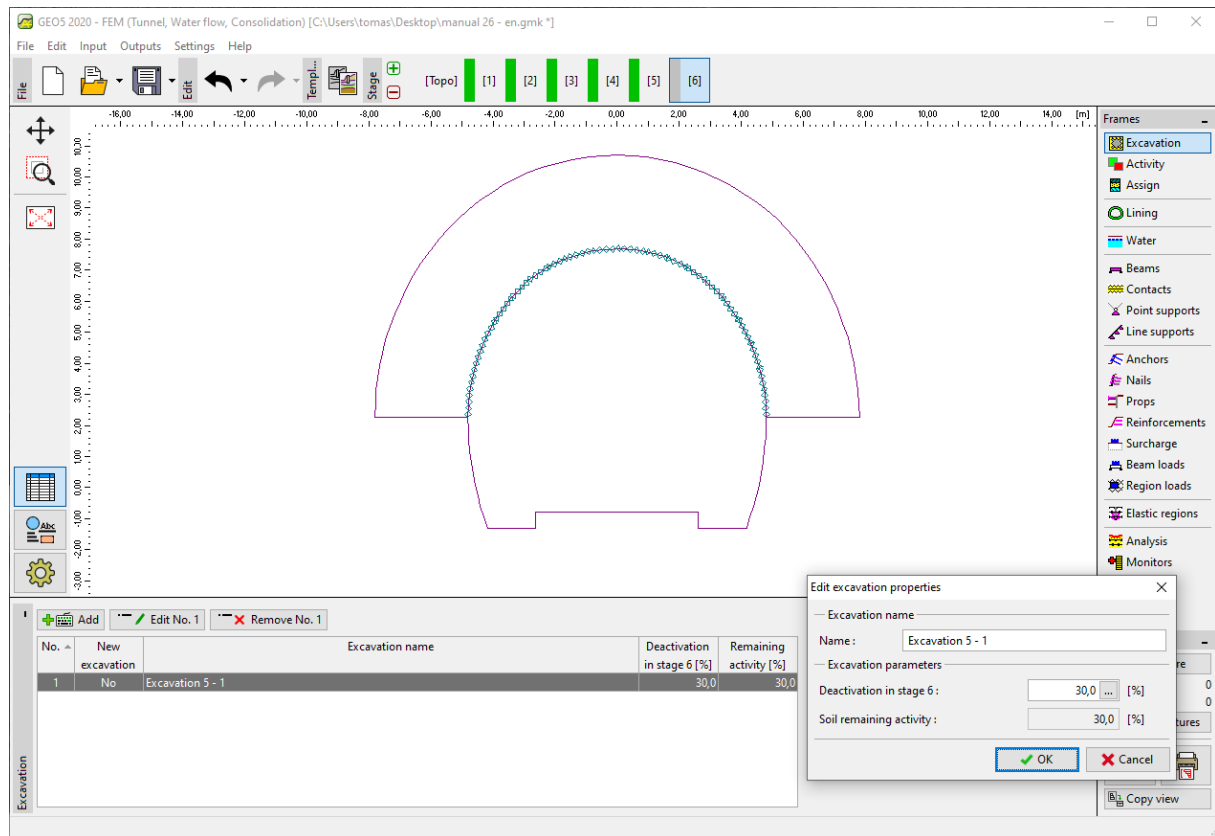 GEO5 2020 - FEM (Tunnel, Water flow, Consolidation) [C:\Users\tomas\Desktop\manual 26 - en.gmk *]
File Edit Input Outputs Settings Help
File
Edit
Templ...
Stage
[Topo] [1] [2] [3] [4] [5] [6]
-16,00 -14,00 -12,00 -10,00 -8,00 -6,00 -4,00 -2,00 0,00 2,00 4,00 6,00 8,00 10,00 12,00 14,00 [m]
9,00
8,00
7,00
6,00
5,00
4,00
3,00
2,00
1,00
0,00
-1,00
-2,00
-3,00
Abc
Frames
Excavation
Activity
Assign
Lining
Water
Beams
Contacts
Point supports
Line supports
Anchors
Nails
Props
Reinforcements
Surcharge
Beam loads
Region loads
Elastic regions
Analysis
Monitors
Add Edit No. 1 Remove No. 1
No. New excavation Excavation name Deactivation in stage 6 [%] Remaining activity [%]
1 No Excavation 5 - 1 30,0 30,0
Excavation
Edit excavation properties
Excavation name
Name : Excavation 5 - 1
Excavation parameters
Deactivation in stage 6 : 30,0 ... [%]
Soil remaining activity : 30,0 [%]
OK Cancel
re
0
0
tures
Copy view